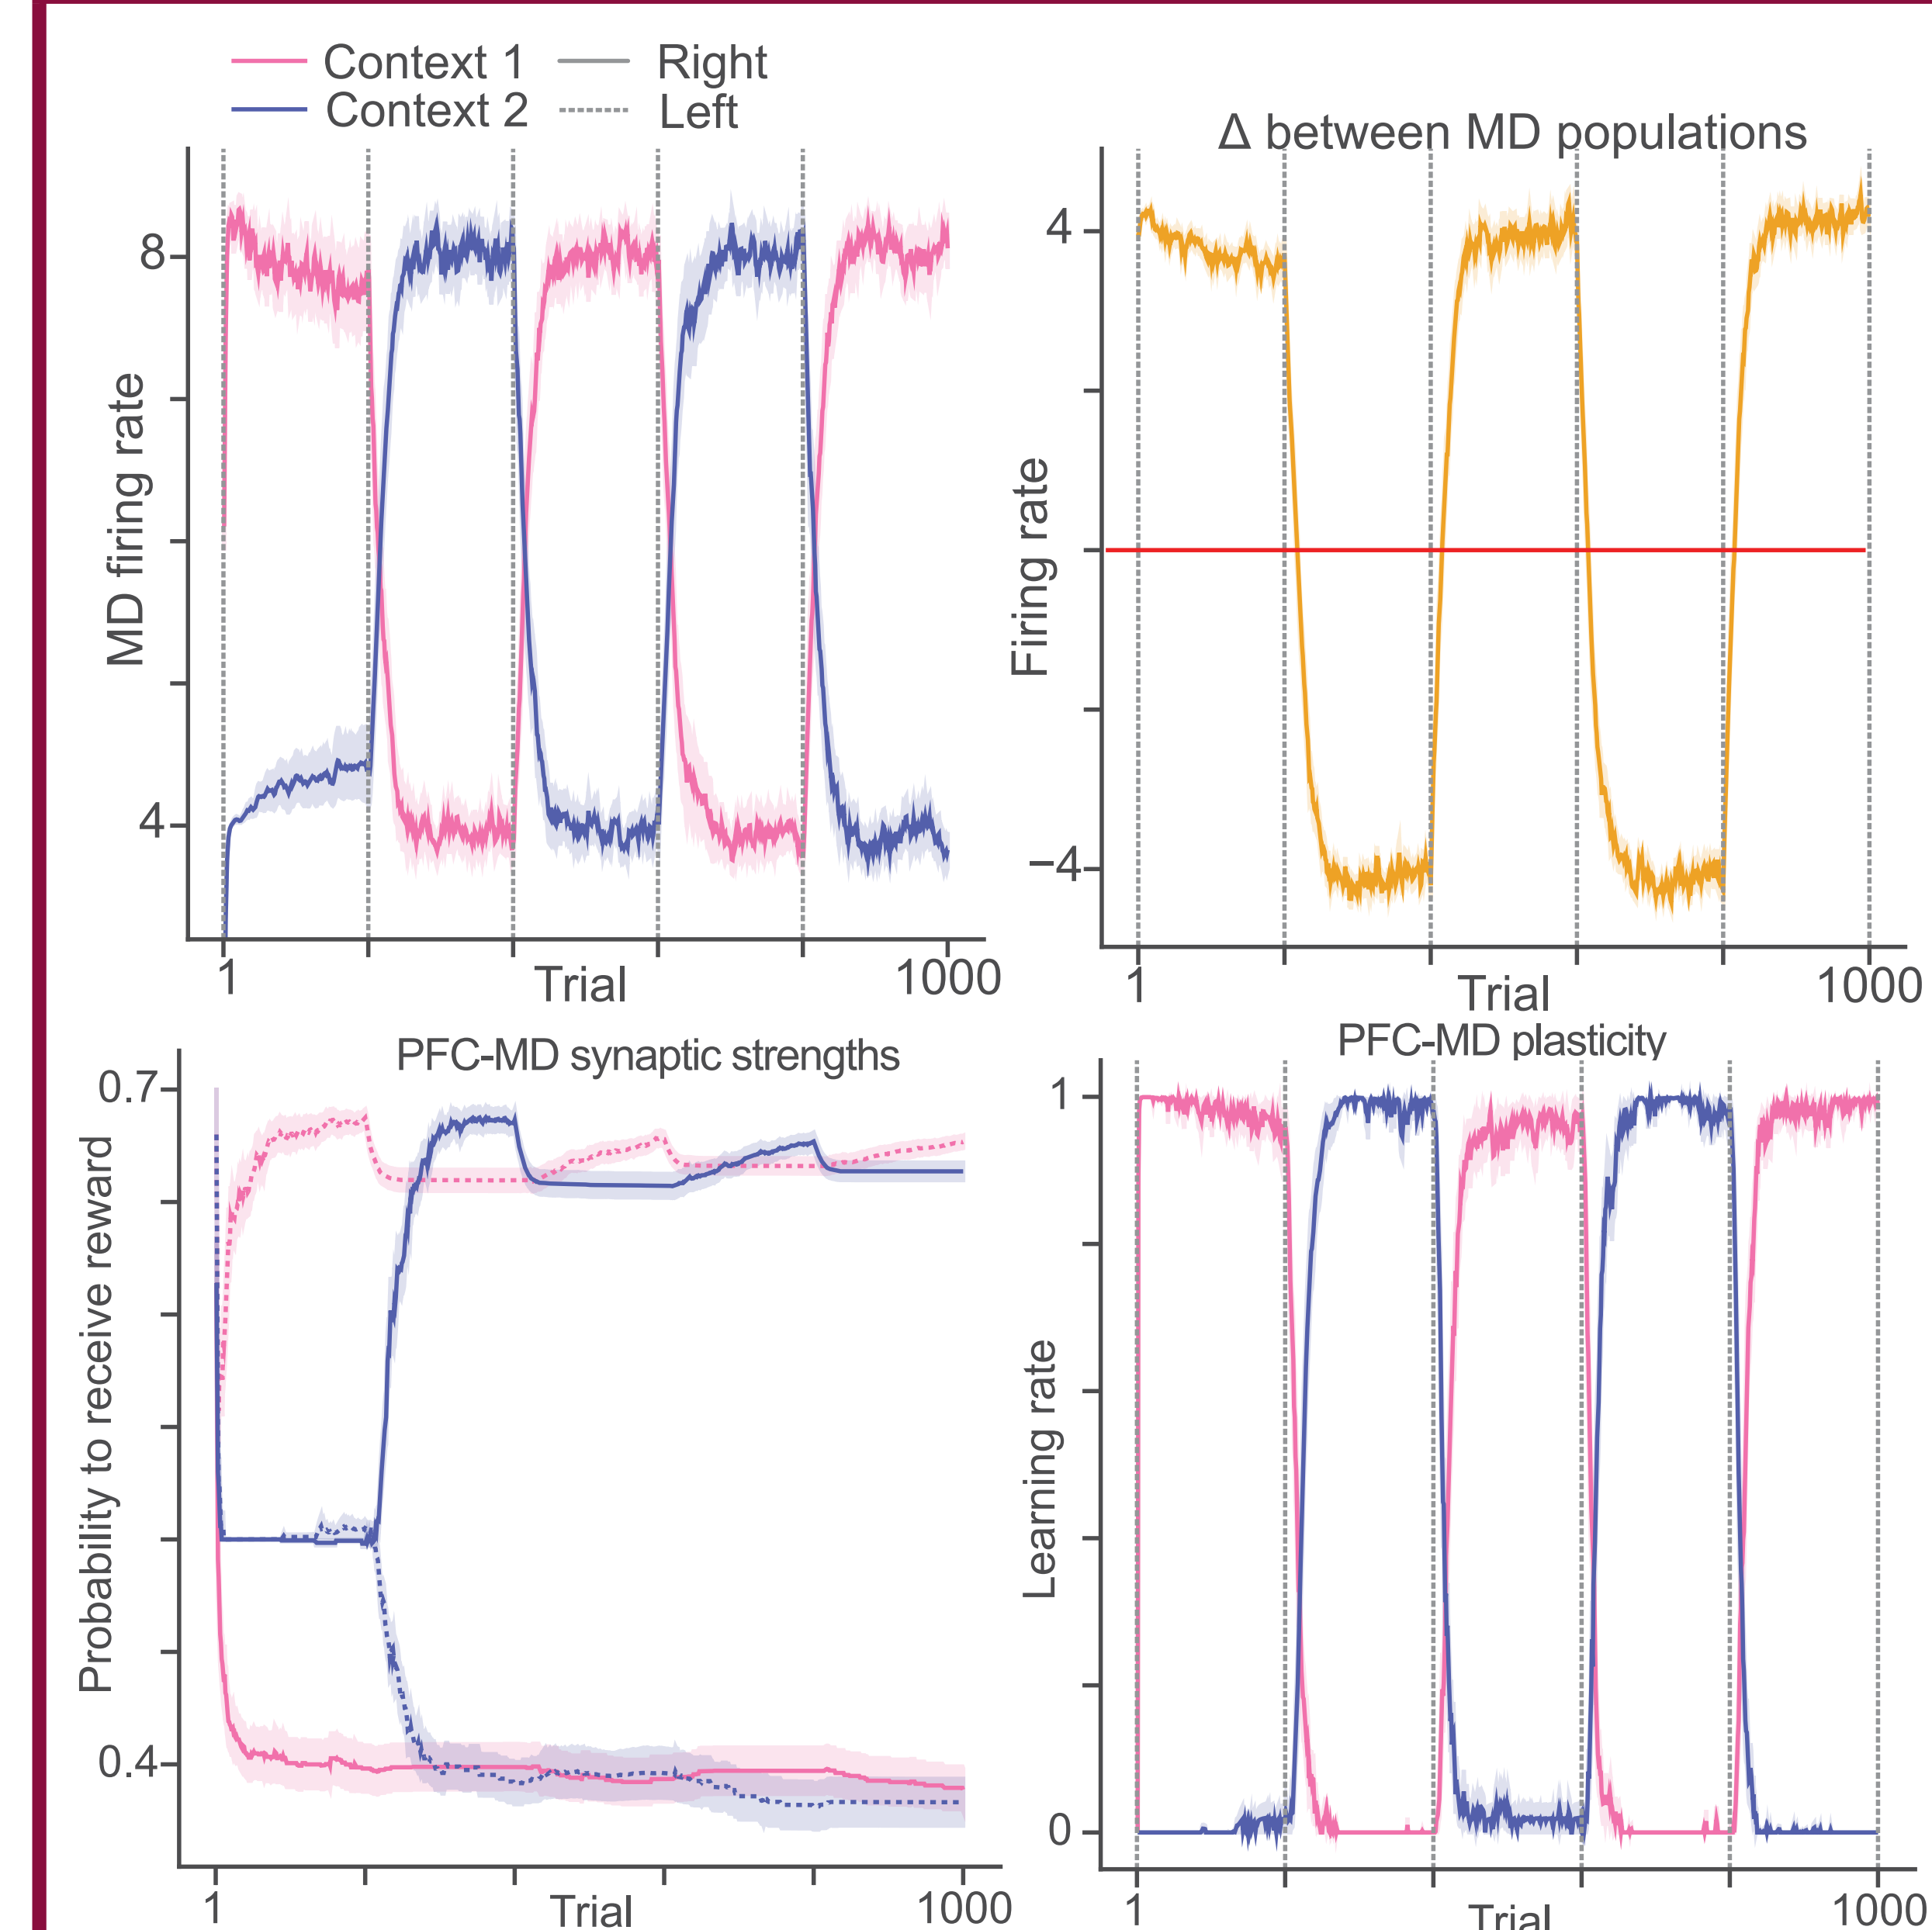 Context 1
Right
Context 2
Left
Δ between MD populations
8
4
MD firing rate
1
Trial
1000
4
−4
Firing rate
1
Trial
1000
PFC-MD synaptic strengths
0.7
0.4
Probability to receive reward
1
Trial
1000
PFC-MD plasticity
1
0
Learning rate
1
Trial
1000